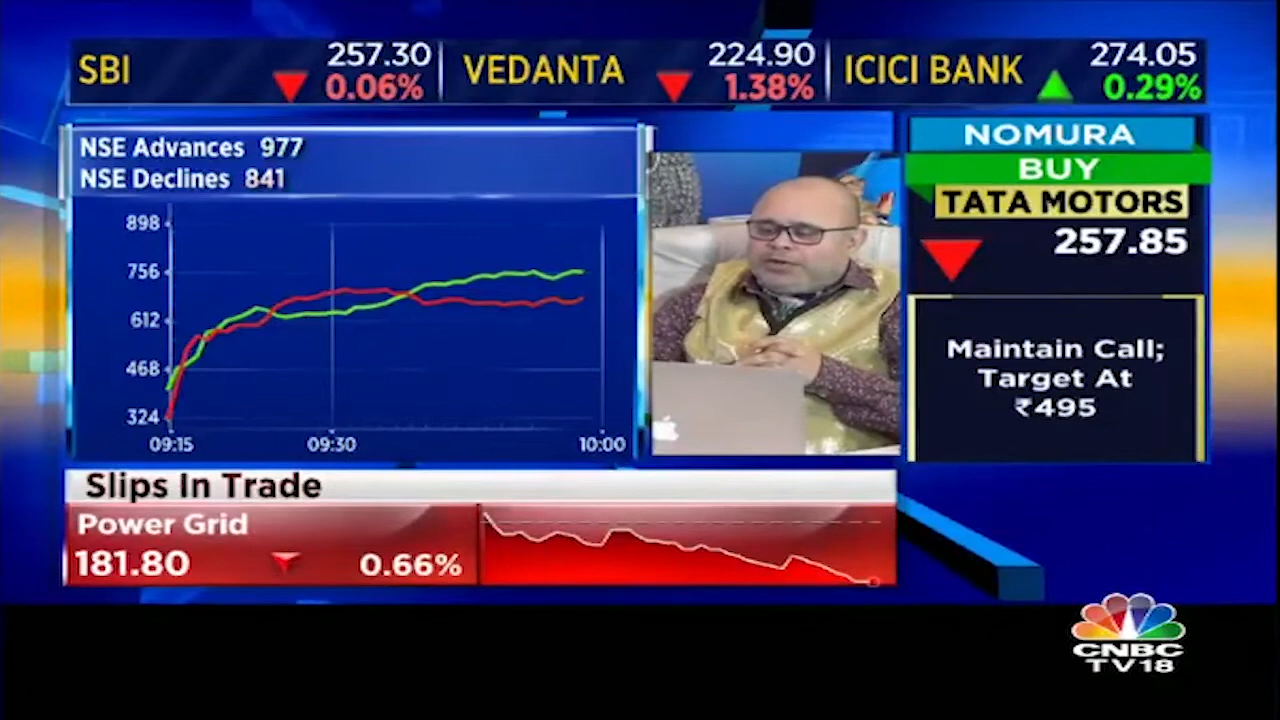 SBI 257.30 0.06%
VEDANTA 224.90 1.38%
ICICI BANK 274.05 0.29%
NSE Advances 977
NSE Declines 841
898
756
612
468
324
09:15 09:30 10:00
NOMURA
BUY
TATA MOTORS
257.85
Maintain Call;
Target At
₹495
Slips In Trade
Power Grid
181.80 0.66%
CNBC
TV18